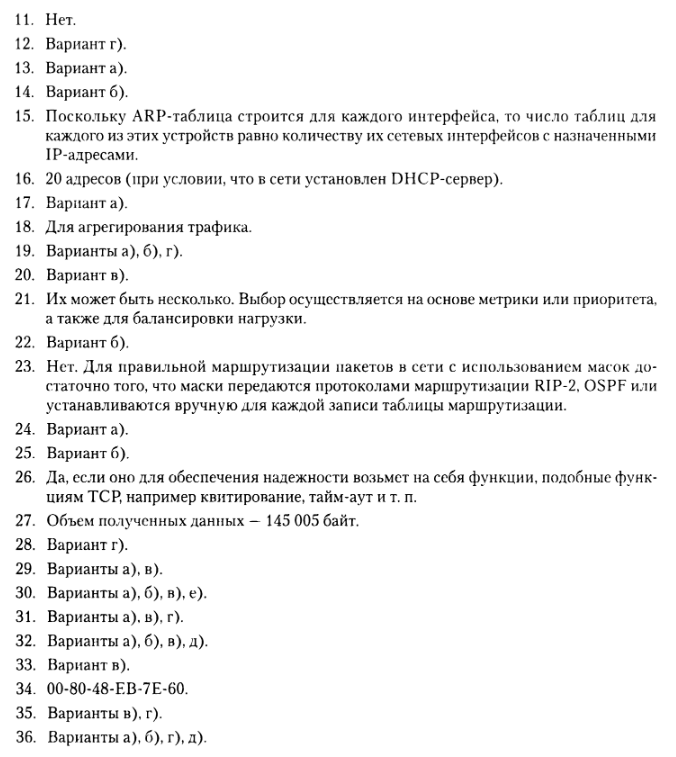 11. Нет.
12. Вариант г).
13. Вариант а).
14. Вариант б).
15. Поскольку ARP-таблица строится для каждого интерфейса, то число таблиц для
каждого из этих устройств равно количеству их сетевых интерфейсов с назначенными
IP-адресами.
16. 20 адресов (при условии, что в сети установлен DHCP-сервер).
17. Вариант а).
18. Для агрегирования трафика.
19. Варианты а), б), г).
20. Вариант в).
21. Их может быть несколько. Выбор осуществляется на основе метрики или приоритета,
а также для балансировки нагрузки.
22. Вариант б).
23. Нет. Для правильной маршрутизации пакетов в сети с использованием масок до-
статочно того, что маски передаются протоколами маршрутизации RIP-2, OSPF или
устанавливаются вручную для каждой записи таблицы маршрутизации.
24. Вариант а).
25. Вариант б).
26. Да, если оно для обеспечения надежности возьмет на себя функции, подобные функ-
циям TCP, например квитирование, тайм-аут и т. п.
27. Объем полученных данных — 145 005 байт.
28. Вариант г).
29. Варианты а), в).
30. Варианты а), б), в), е).
31. Варианты а), в), г).
32. Варианты а), б), в), д).
33. Вариант в).
34. 00-80-48-EB-7E-60.
35. Варианты в), г).
36. Варианты а), б), г), д).